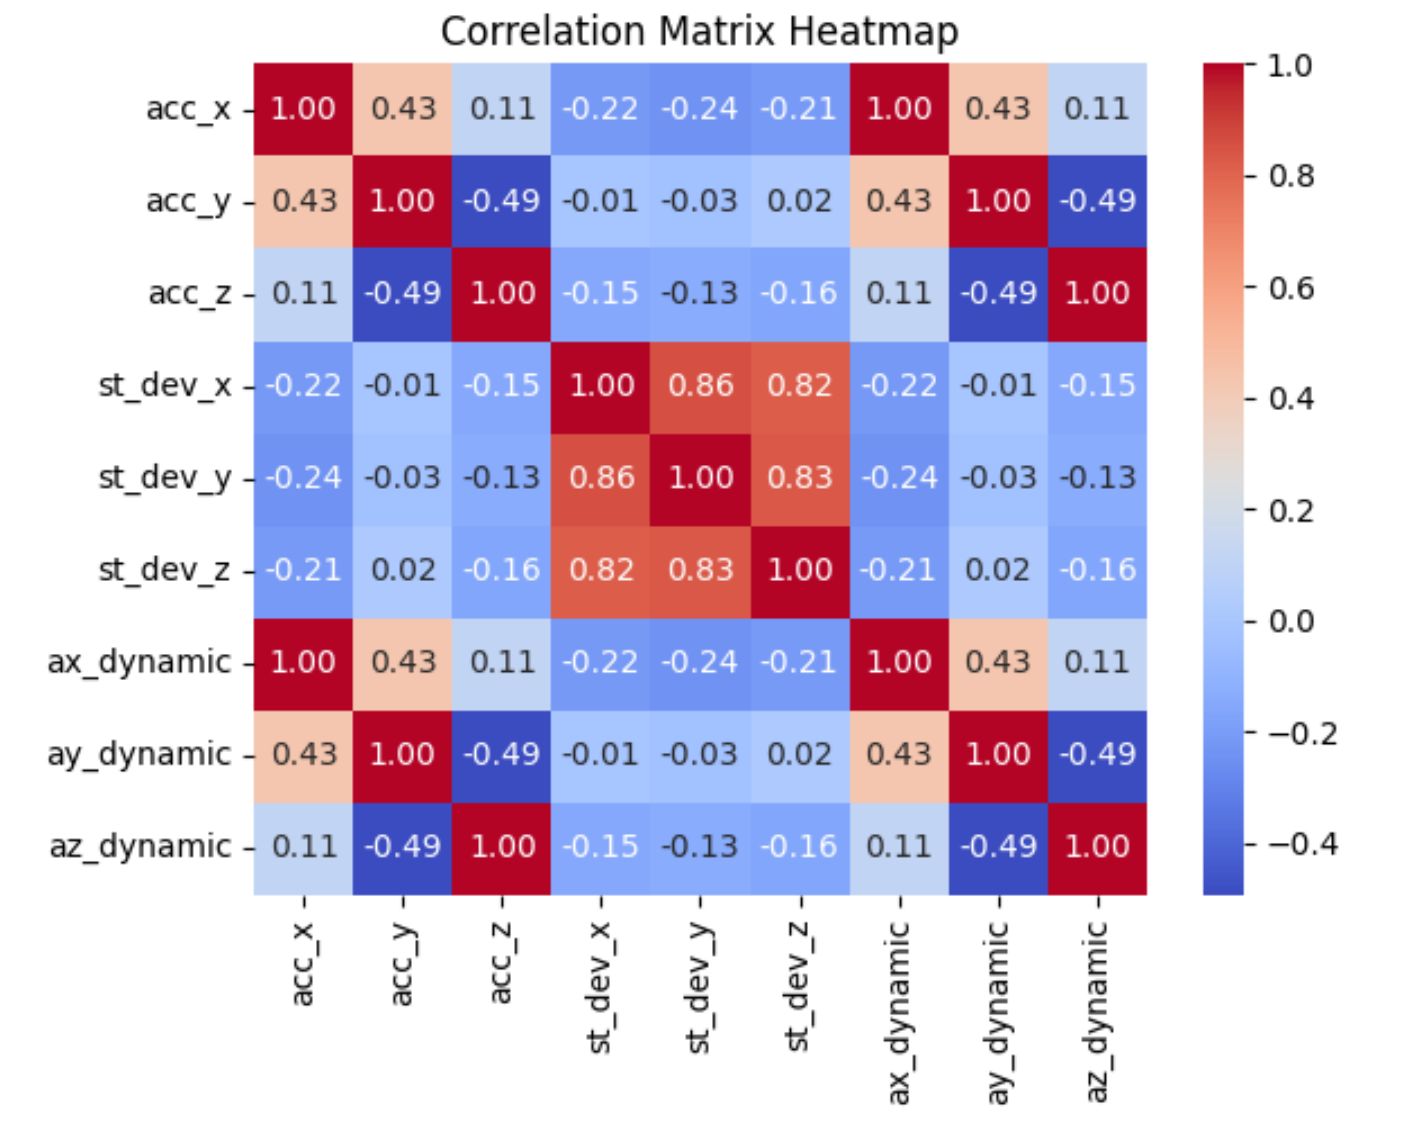 Correlation Matrix Heatmap
acc_x 1.00 0.43 0.11 -0.22 -0.24 -0.21 1.00 0.43 0.11
acc_y 0.43 1.00 -0.49 -0.01 -0.03 0.02 0.43 1.00 -0.49
acc_z 0.11 -0.49 1.00 -0.15 -0.13 -0.16 0.11 -0.49 1.00
st_dev_x -0.22 -0.01 -0.15 1.00 0.86 0.82 -0.22 -0.01 -0.15
st_dev_y -0.24 -0.03 -0.13 0.86 1.00 0.83 -0.24 -0.03 -0.13
st_dev_z -0.21 0.02 -0.16 0.82 0.83 1.00 -0.21 0.02 -0.16
ax_dynamic 1.00 0.43 0.11 -0.22 -0.24 -0.21 1.00 0.43 0.11
ay_dynamic 0.43 1.00 -0.49 -0.01 -0.03 0.02 0.43 1.00 -0.49
az_dynamic 0.11 -0.49 1.00 -0.15 -0.13 -0.16 0.11 -0.49 1.00
acc_x acc_y acc_z st_dev_x st_dev_y st_dev_z ax_dynamic ay_dynamic az_dynamic
1.0
0.8
0.6
0.4
0.2
0.0
−0.2
−0.4